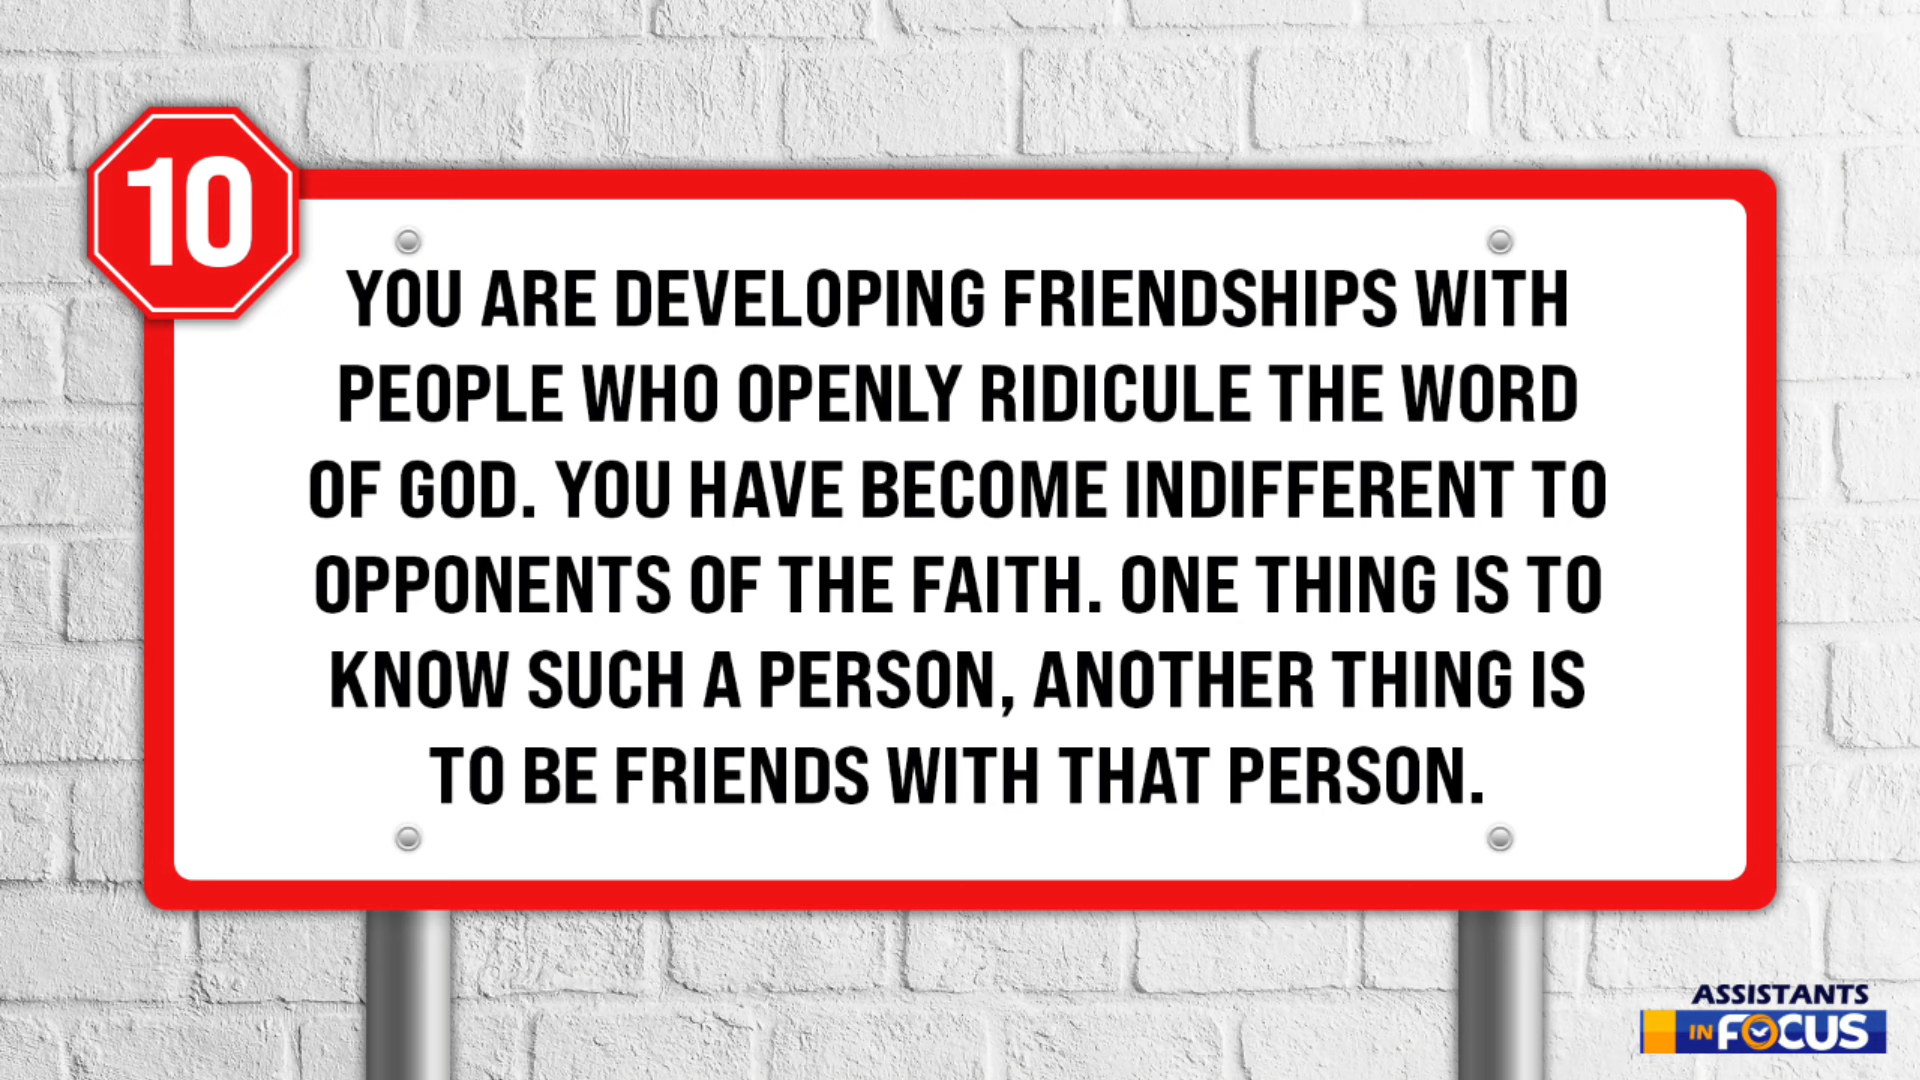 10
YOU ARE DEVELOPING FRIENDSHIPS WITH
PEOPLE WHO OPENLY RIDICULE THE WORD
OF GOD. YOU HAVE BECOME INDIFFERENT TO
OPPONENTS OF THE FAITH. ONE THING IS TO
KNOW SUCH A PERSON, ANOTHER THING IS
TO BE FRIENDS WITH THAT PERSON.
ASSISTANTS
IN FOCUS